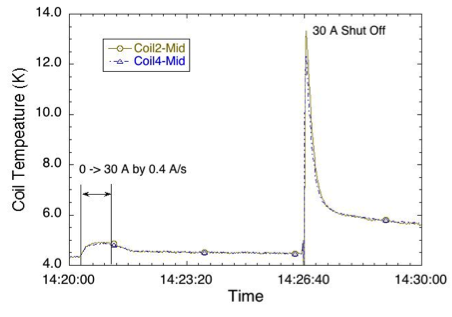 14.0
30 A Shut Off
Coil2-Mid
Coil4-Mid
12.0
10.0
Coil Tempeature (K)
8.0
0 -> 30 A by 0.4 A/s
6.0
4.0
14:20:00 14:23:20 14:26:40 14:30:00
Time